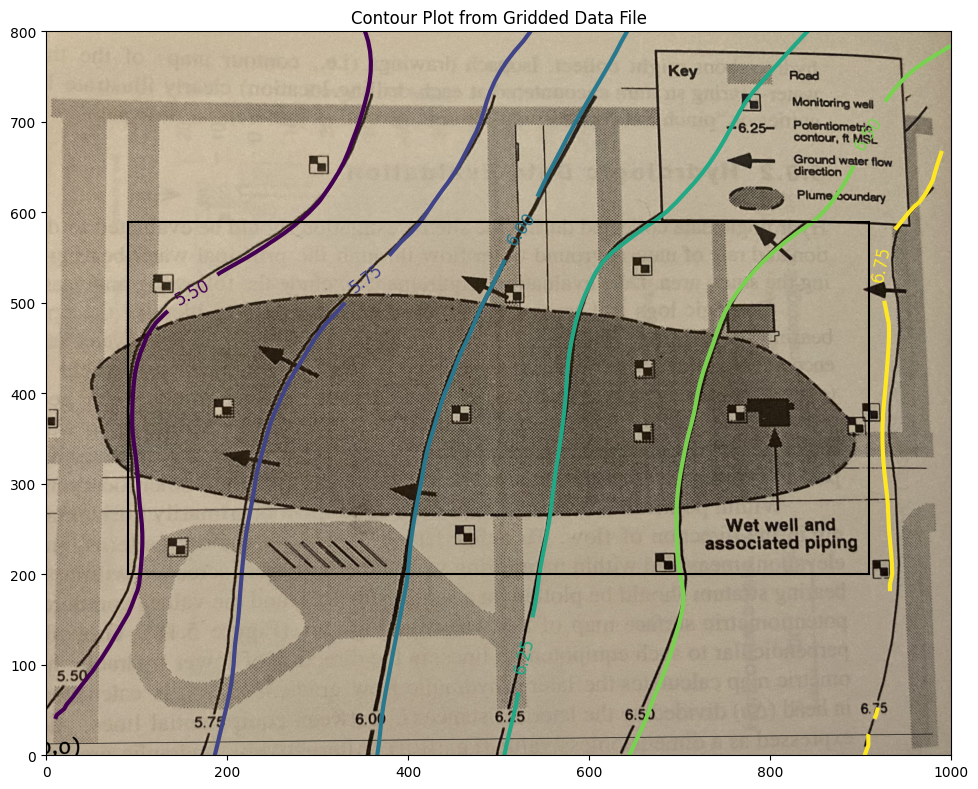 Contour Plot from Gridded Data File
800
700
600
500
400
300
200
100
0
Key
Road
Monitoring well
6.25
Potentiometric
contour, ft MSL
Ground water flow
direction
Plume boundary
6.00
6.75
5.75
5.50
Wet well and
associated piping
6.25
5.50
5.75
6.00
6.25
6.50
6.75
0,0)
0 200 400 600 800 1000